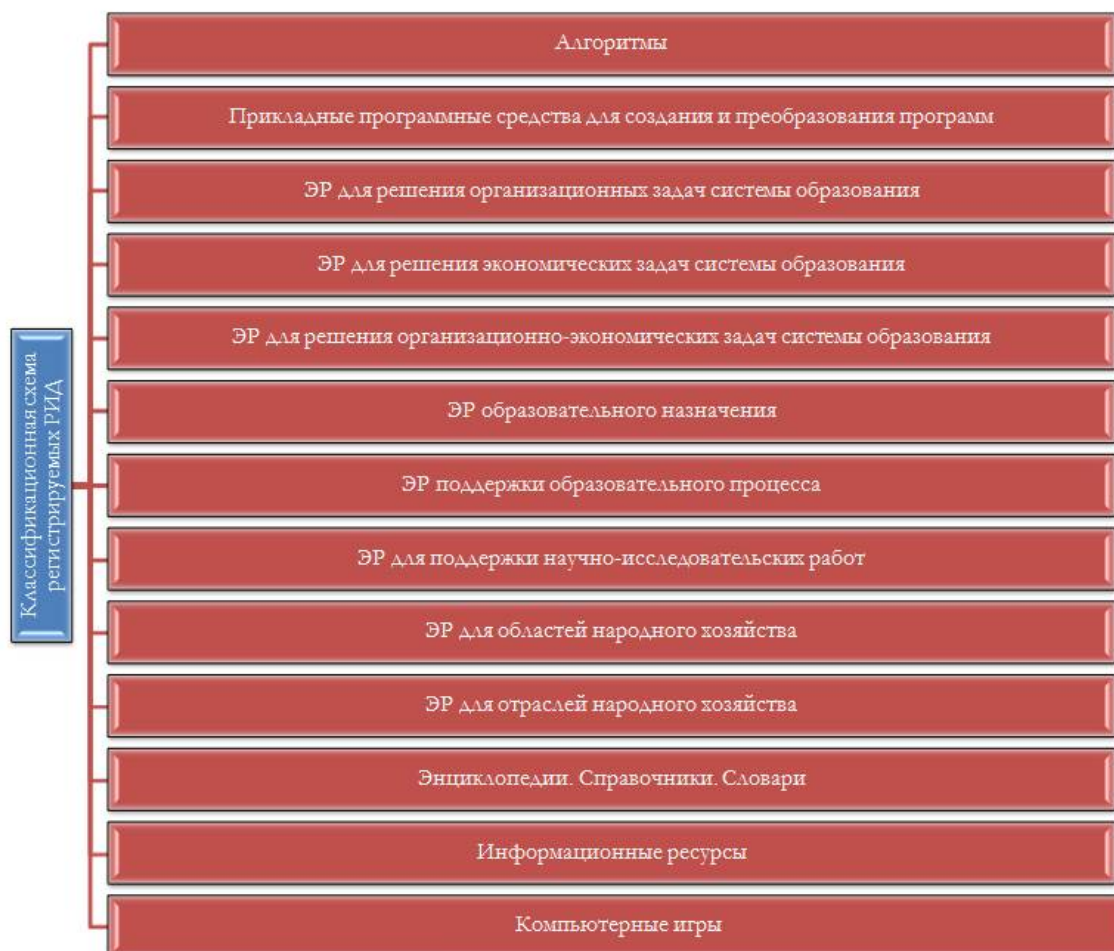 Классификационная схема
регистрируемых РИД
Алгоритмы
Прикладные программные средства для создания и преобразования программ
ЭР для решения организационных задач системы образования
ЭР для решения экономических задач системы образования
ЭР для решения организационно-экономических задач системы образования
ЭР образовательного назначения
ЭР поддержки образовательного процесса
ЭР для поддержки научно-исследовательских работ
ЭР для областей народного хозяйства
ЭР для отраслей народного хозяйства
Энциклопедии. Справочники. Словари
Информационные ресурсы
Компьютерные игры